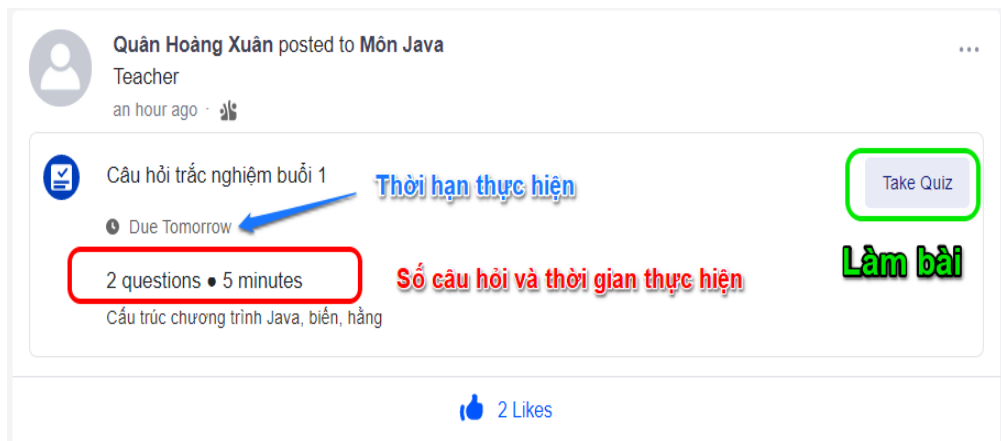 Quân Hoàng Xuân posted to Môn Java
Teacher
an hour ago ·
Câu hỏi trắc nghiệm buổi 1
Thời hạn thực hiện
Take Quiz
Due Tomorrow
Làm bài
2 questions ● 5 minutes
Số câu hỏi và thời gian thực hiện
Cấu trúc chương trình Java, biến, hằng
2 Likes